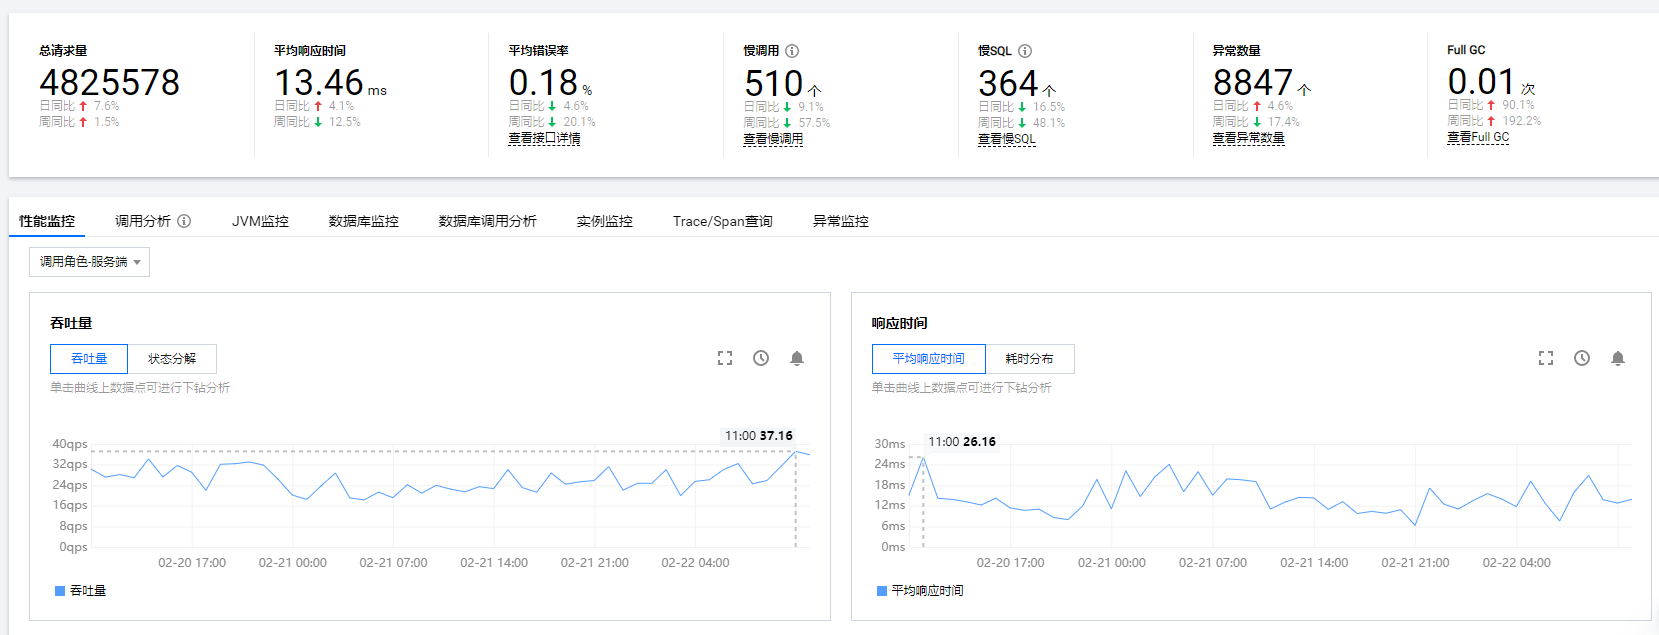 总请求量
4825578
日同比 7.6%
周同比 1.5%
平均响应时间
13.46 ms
日同比 4.1%
周同比 12.5%
平均错误率
0.18 %
日同比 4.6%
周同比 20.1%
查看接口详情
慢调用
510 个
日同比 9.1%
周同比 57.5%
查看慢调用
慢SQL
364 个
日同比 16.5%
周同比 48.1%
查看慢SQL
异常数量
8847 个
日同比 4.6%
周同比 17.4%
查看异常数量
Full GC
0.01 次
日同比 90.1%
周同比 192.2%
查看Full GC
性能监控 调用分析 JVM监控 数据库监控 数据库调用分析 实例监控 Trace/Span查询 异常监控
调用角色-服务端
吞吐量
吞吐量 状态分解
单击曲线上数据点可进行下钻分析
11:00 37.16
40qps
32qps
24qps
16qps
8qps
0qps
02-20 17:00 02-21 00:00 02-21 07:00 02-21 14:00 02-21 21:00 02-22 04:00
吞吐量
响应时间
平均响应时间 耗时分布
单击曲线上数据点可进行下钻分析
11:00 26.16
30ms
24ms
18ms
12ms
6ms
0ms
02-20 17:00 02-21 00:00 02-21 07:00 02-21 14:00 02-21 21:00 02-22 04:00
平均响应时间